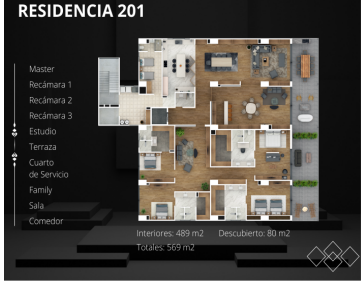 RESIDENCIA 201
Master
Recámara 1
Recámara 2
Recámara 3
Estudio
Terraza
Cuarto
de Servicio
Family
Sala
Comedor
Interiores: 489 m2 Descubierto: 80 m2
Totales: 569 m2